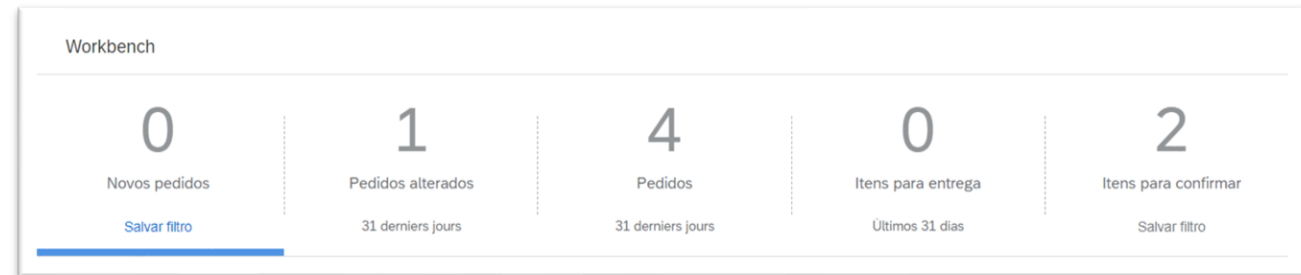 Workbench
0 1 4 0 2
Novos pedidos Pedidos alterados Pedidos Itens para entrega Itens para confirmar
Salvar filtro 31 derniers jours 31 derniers jours Últimos 31 dias Salvar filtro